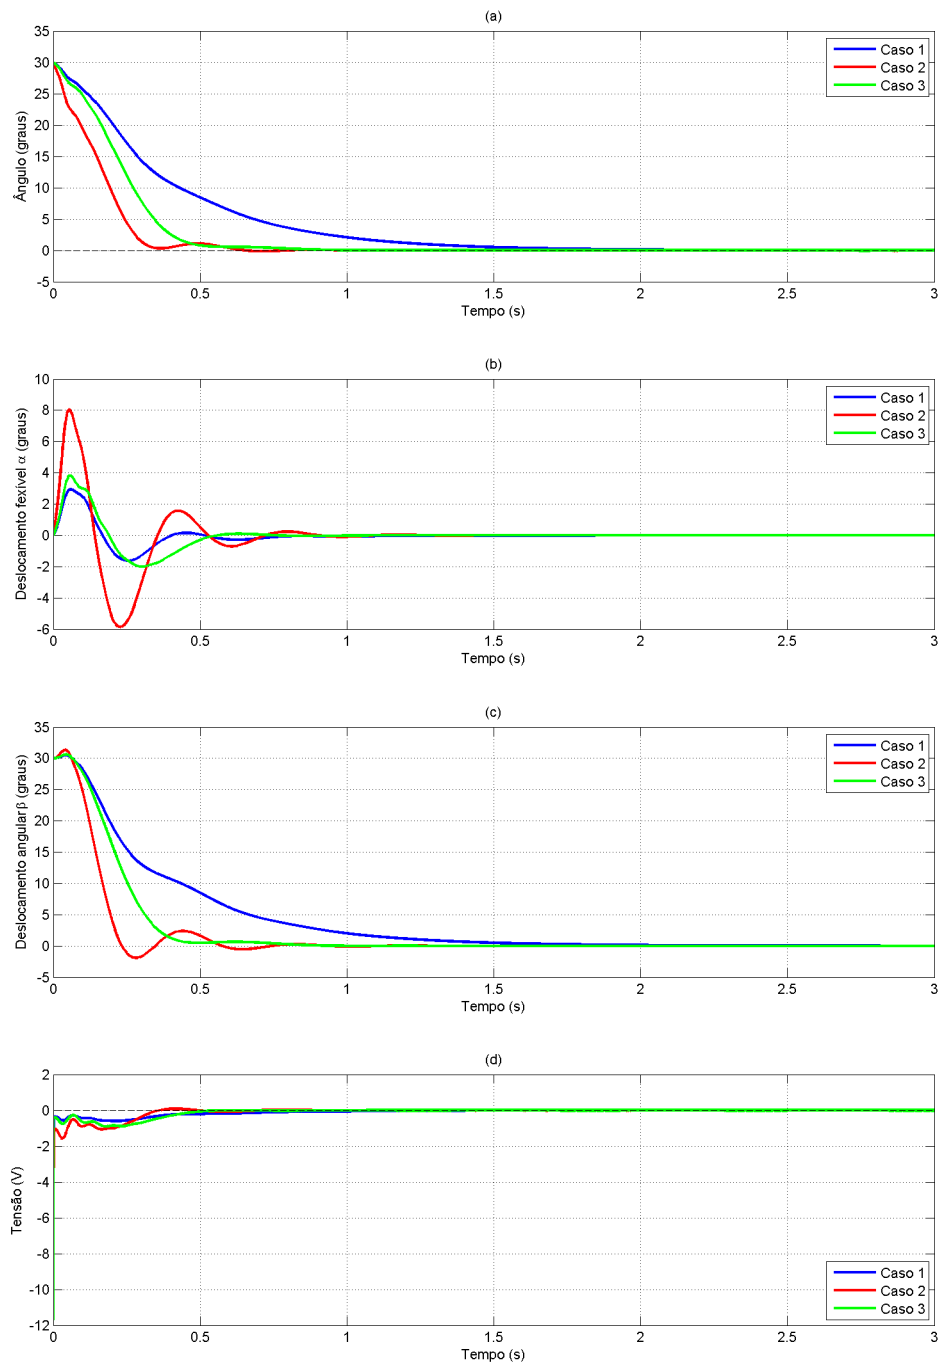 (a)
Ângulo (graus)
35
30
25
20
15
10
5
0
-5
Caso 1
Caso 2
Caso 3
0 0.5 1 1.5 2 2.5 3
Tempo (s)
(b)
Deslocamento fexível α (graus)
10
8
6
4
2
0
-2
-4
-6
Caso 1
Caso 2
Caso 3
0 0.5 1 1.5 2 2.5 3
Tempo (s)
(c)
Deslocamento angular β (graus)
35
30
25
20
15
10
5
0
-5
Caso 1
Caso 2
Caso 3
0 0.5 1 1.5 2 2.5 3
Tempo (s)
(d)
Tensão (V)
2
0
-2
-4
-6
-8
-10
-12
Caso 1
Caso 2
Caso 3
0 0.5 1 1.5 2 2.5 3
Tempo (s)